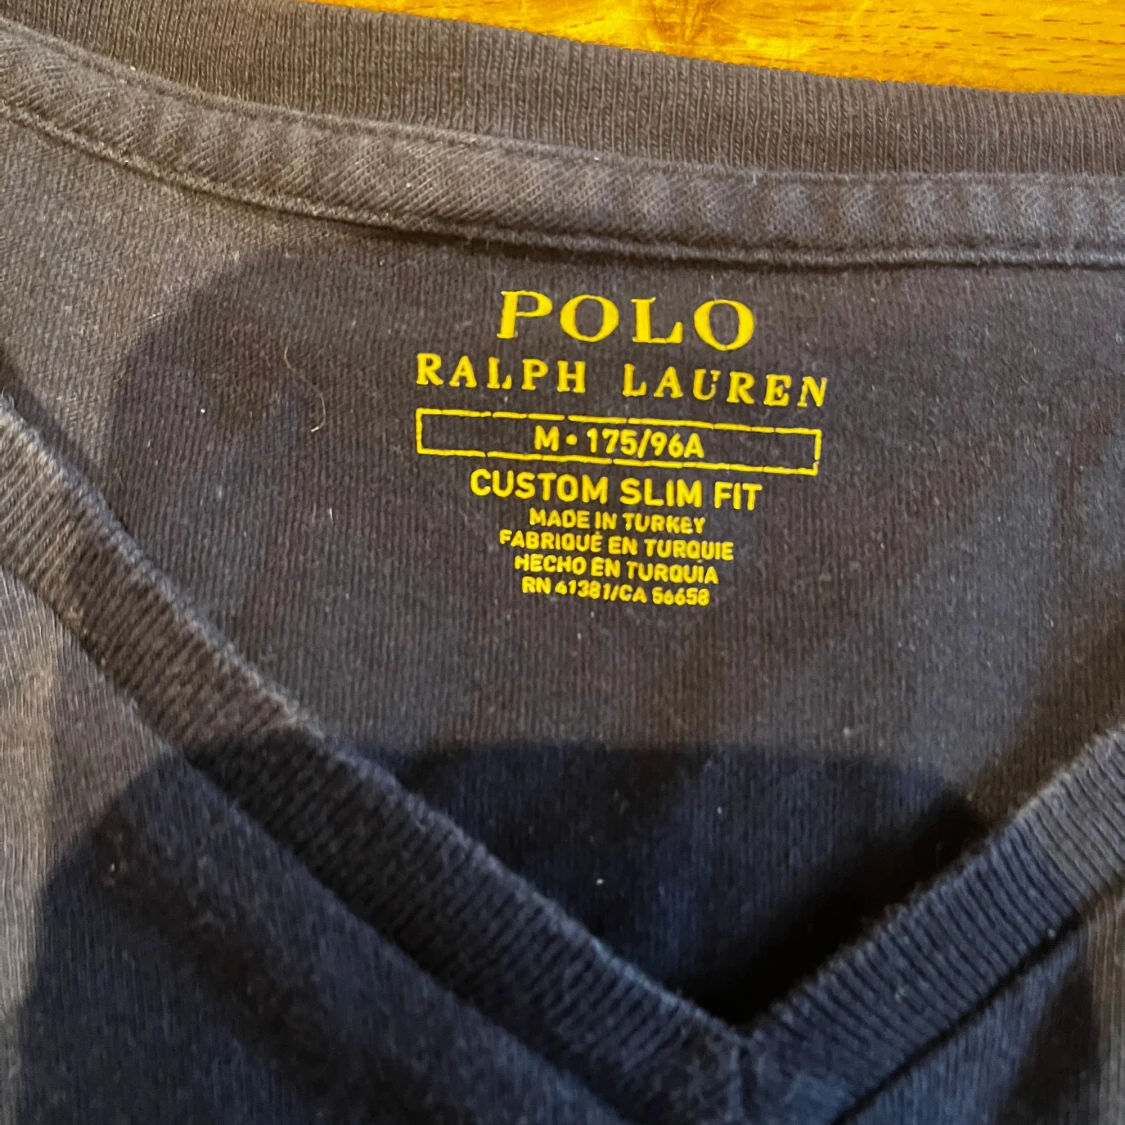 POLO
RALPH LAUREN
M • 175/96A
CUSTOM SLIM FIT
MADE IN TURKEY
FABRIQUÉ EN TURQUIE
HECHO EN TURQUIA
RN 41381/CA 56658